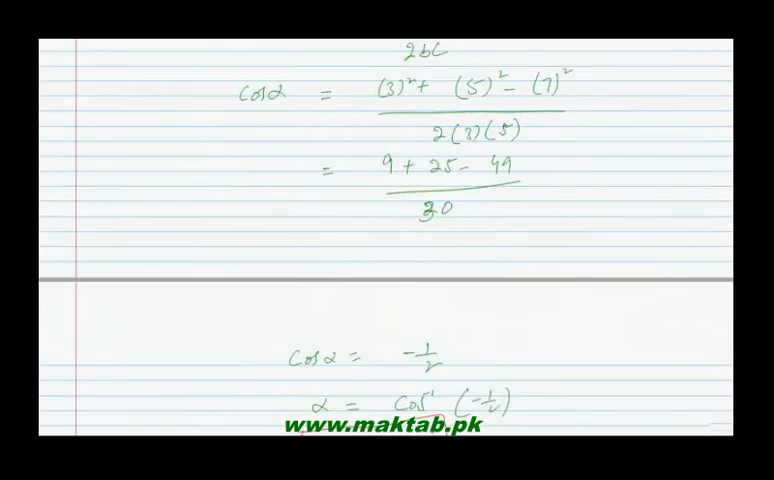 2bc
cosα = (3)² + (5)² - (7)²
2(3)(5)
= 9 + 25 - 49
30
cosα = -1/2
α = cos⁻¹ (-1/2)
www.maktab.pk